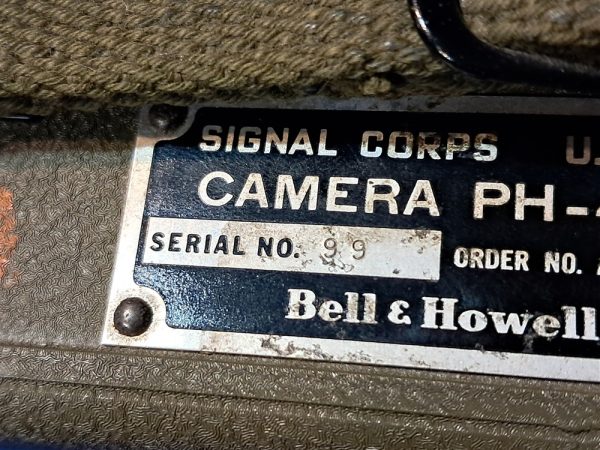 SIGNAL CORPS U.
CAMERA PH-
SERIAL NO. 99
ORDER NO.
Bell & Howell